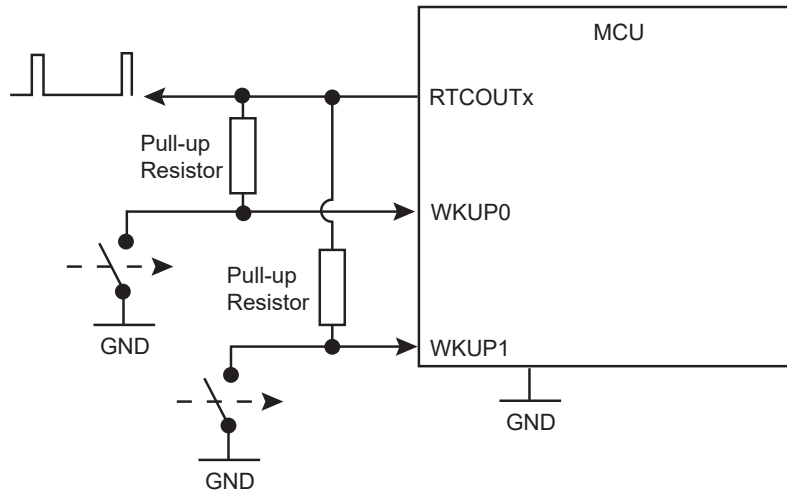 MCU
RTCOUTx
Pull-up
Resistor
WKUP0
Pull-up
Resistor
GND
WKUP1
GND
GND